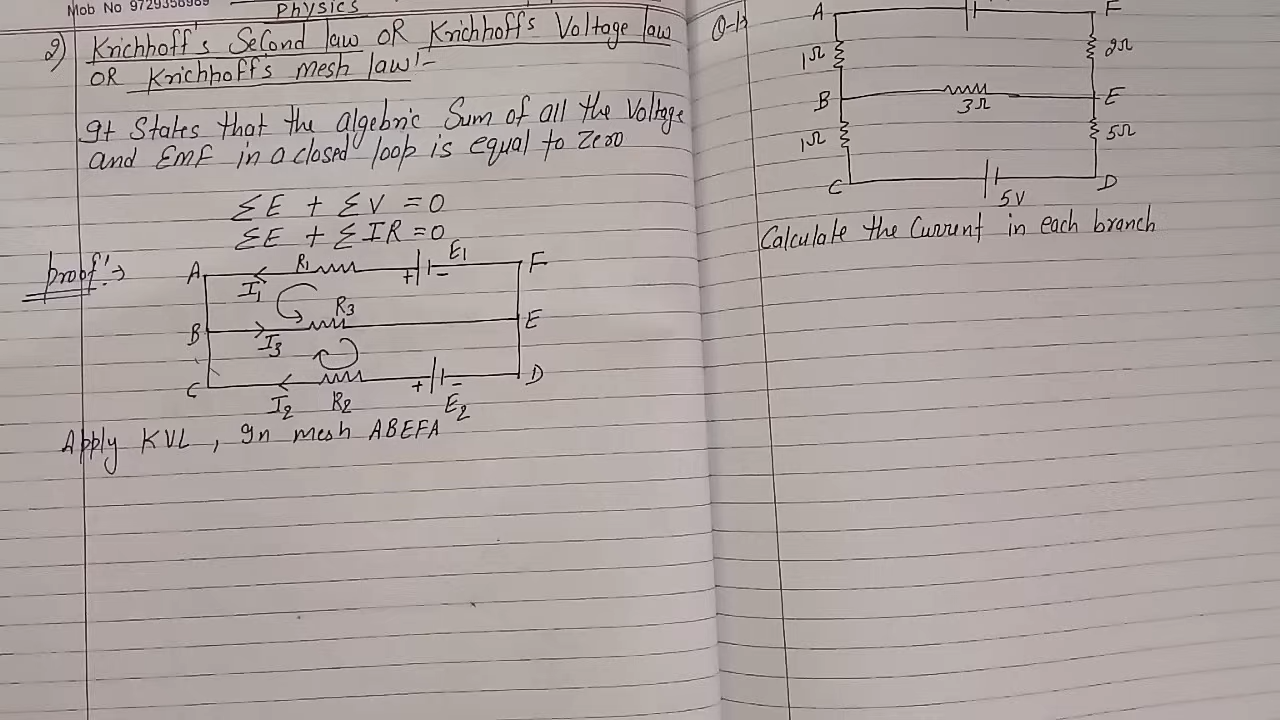 Mob No 9729358989
Physics
2) Krichhoff's Second law OR Krichhoff's Voltage law
OR Krichhoff's mesh law:-
It States that the algebric Sum of all the Voltage
and EMF in a closed loop is equal to zero
ΣE + ΣV = 0
ΣE + ΣIR = 0
proof:→
A R1 E1 F
I1 + -
B R3 E
I3
C + - D
I2 R2 E2
Apply KVL, In mesh ABEFA
Q-1)
A F
1Ω 2Ω
B 3Ω E
1Ω 5Ω
C D
5V
Calculate the Current in each branch